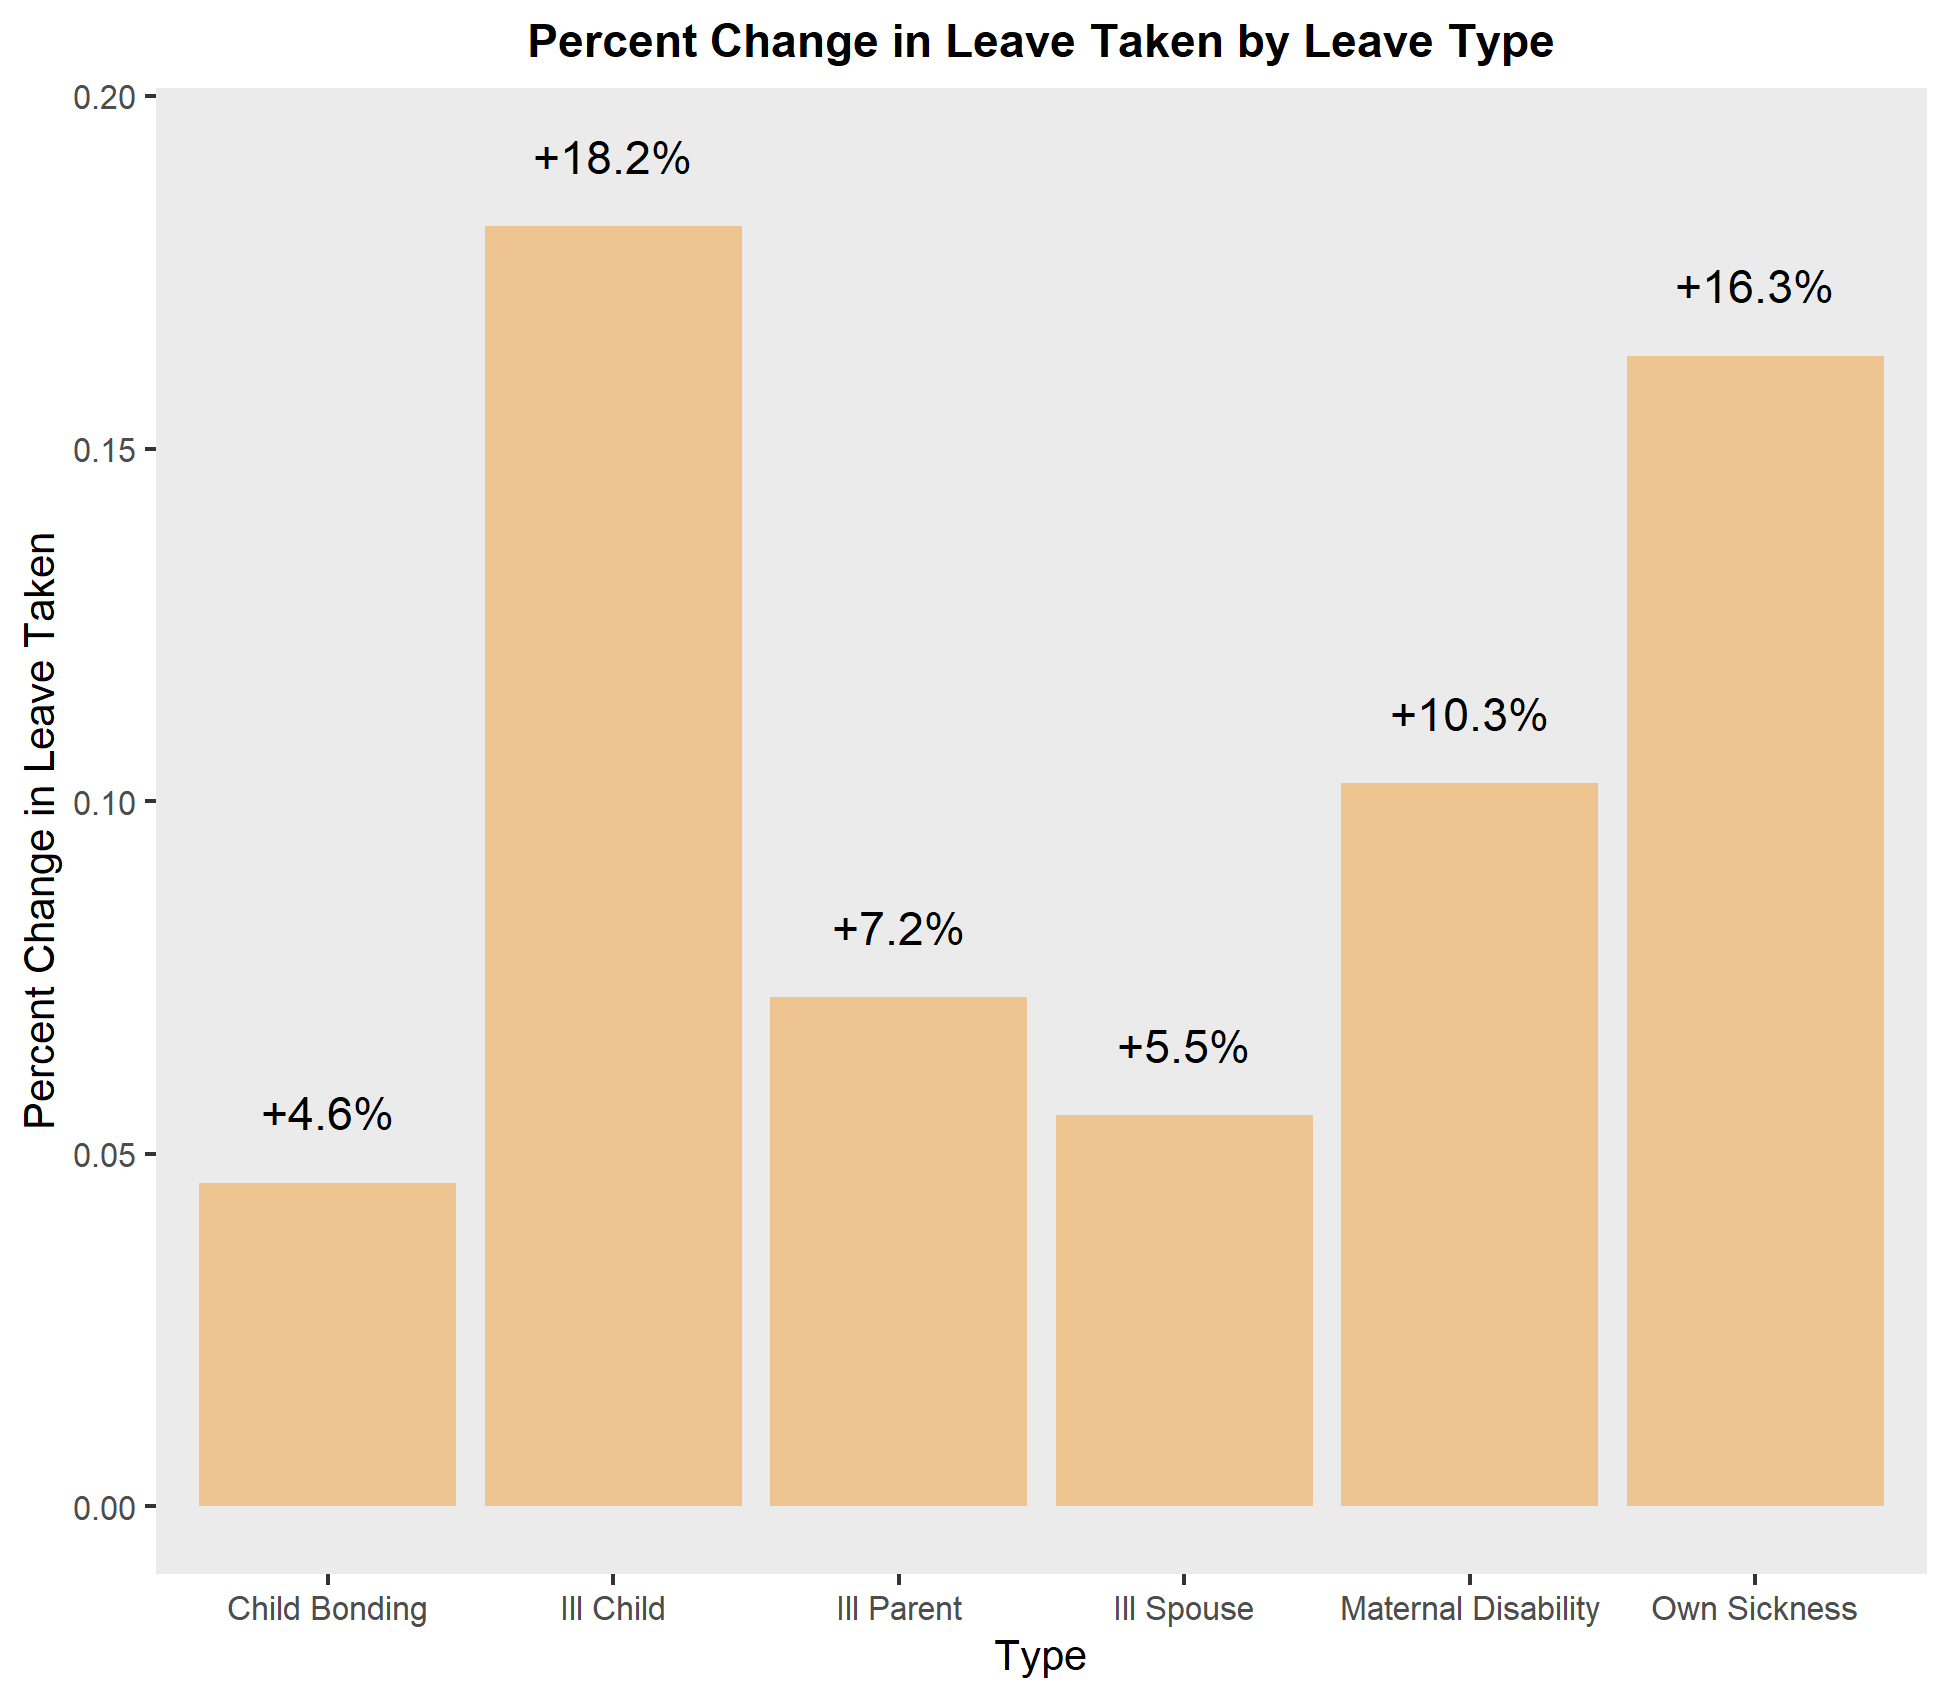 Percent Change in Leave Taken by Leave Type
Percent Change in Leave Taken
0.20
0.15
0.10
0.05
0.00
+4.6%
+18.2%
+7.2%
+5.5%
+10.3%
+16.3%
Child Bonding
Ill Child
Ill Parent
Ill Spouse
Maternal Disability
Own Sickness
Type